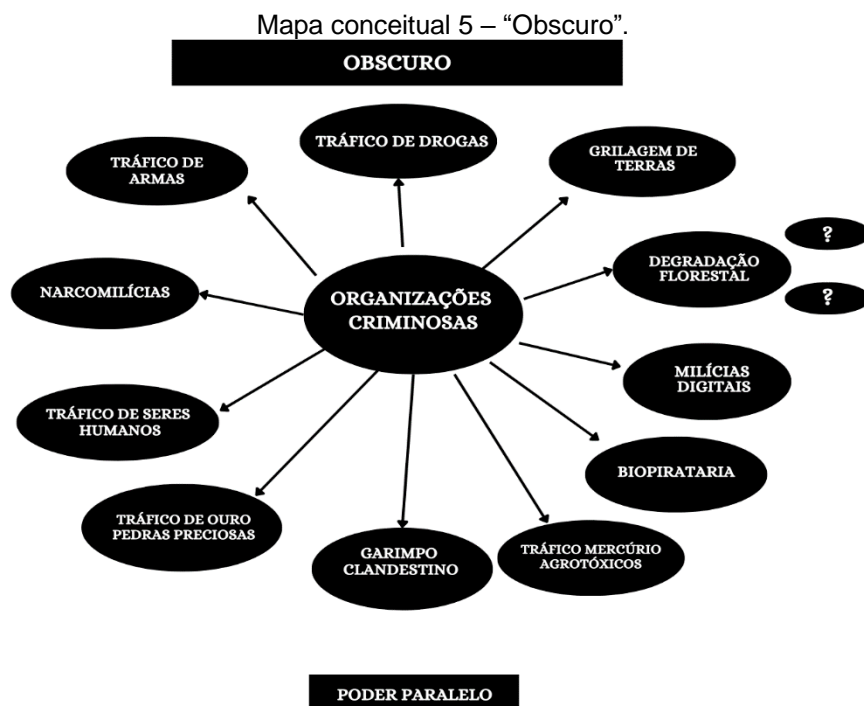 Mapa conceitual 5 – “Obscuro”.
OBSCURO
TRÁFICO DE DROGAS
TRÁFICO DE
ARMAS
GRILAGEM DE
TERRAS
?
DEGRADAÇÃO
FLORESTAL
?
NARCOMILÍCIAS
ORGANIZAÇÕES
CRIMINOSAS
MILÍCIAS
DIGITAIS
TRÁFICO DE SERES
HUMANOS
BIOPIRATARIA
TRÁFICO DE OURO
PEDRAS PRECIOSAS
GARIMPO
CLANDESTINO
TRÁFICO MERCÚRIO
AGROTÓXICOS
PODER PARALELO